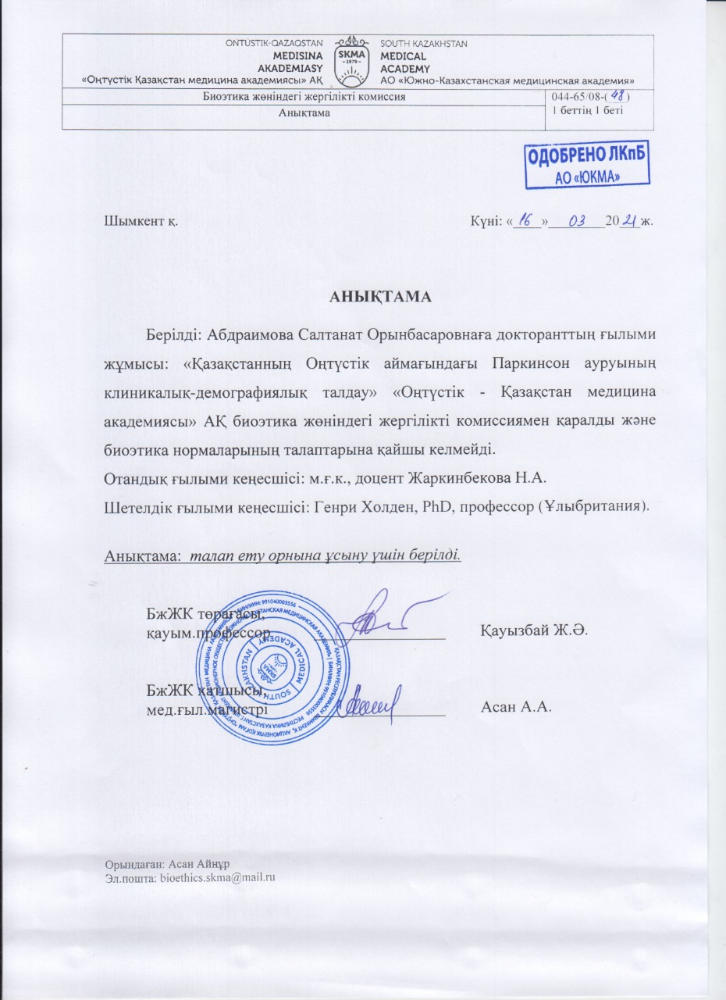 ONTÚSTIK-QAZAQSTAN
MEDISINA
AKADEMIASY
«Оңтүстік Қазақстан медицина академиясы» АҚ
SKMA
-1979-
SOUTH KAZAKHSTAN
MEDICAL
ACADEMY
АО «Южно-Казахстанская медицинская академия»
Биоэтика жөніндегі жергілікті комиссия
044-65/08-( 48 )
Анықтама
1 беттің 1 беті
ОДОБРЕНО ЛКпБ
АО «ЮКМА»
Шымкент қ.
Күні: « 16 » 03 20 21 ж.
АНЫҚТАМА
Берілді: Абдраимова Салтанат Орынбасаровнаға докторанттың ғылыми
жұмысы: «Қазақстанның Оңтүстік аймағындағы Паркинсон ауруының
клиникалық-демографиялық талдау» «Оңтүстік - Қазақстан медицина
академиясы» АҚ биоэтика жөніндегі жергілікті комиссиямен қаралды және
биоэтика нормаларының талаптарына қайшы келмейді.
Отандық ғылыми кеңесшісі: м.ғ.к., доцент Жаркинбекова Н.А.
Шетелдік ғылыми кеңесшісі: Генри Холден, PhD, профессор (Ұлыбритания).
Анықтама: талап ету орнына ұсыну үшін берілді.
БжЖК төрағасы,
қауым.профессор
Қауызбай Ж.Ә.
БжЖК хатшысы,
мед.ғыл.магистрі
Асан А.А.
SOUTH KAZAKHSTAN
MEDICAL ACADEMY
SKMA
Орындаған: Асан Айнұр
Эл.пошта: bioethics.skma@mail.ru